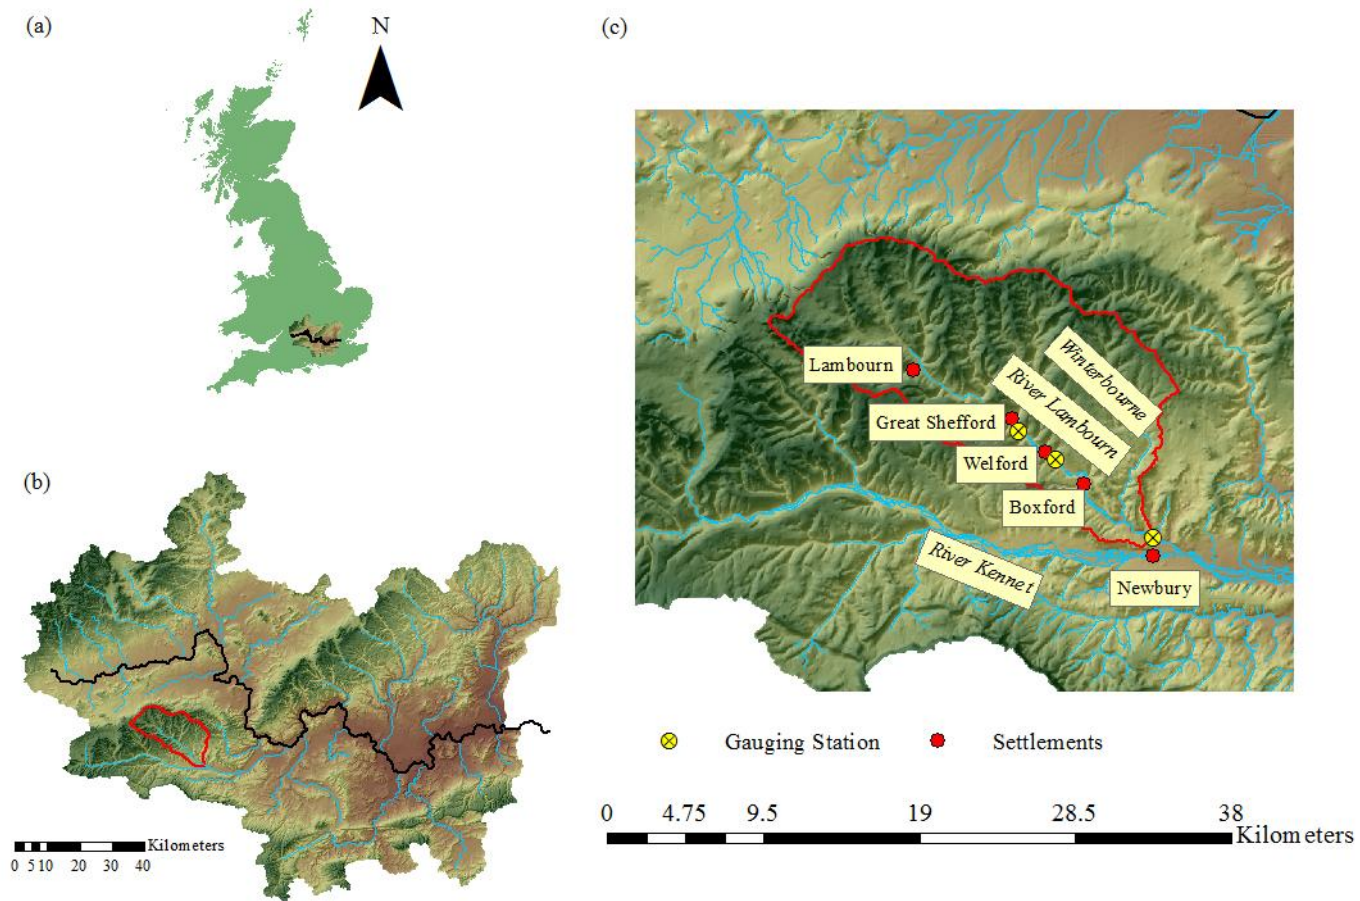 (a)
N
(b)
Kilometers
0 5 10 20 30 40
(c)
Lambourn
Great Shefford
Welford
Boxford
Newbury
River Lambourn
Winterbourne
River Kennet
Gauging Station
Settlements
0 4.75 9.5 19 28.5 38
Kilometers